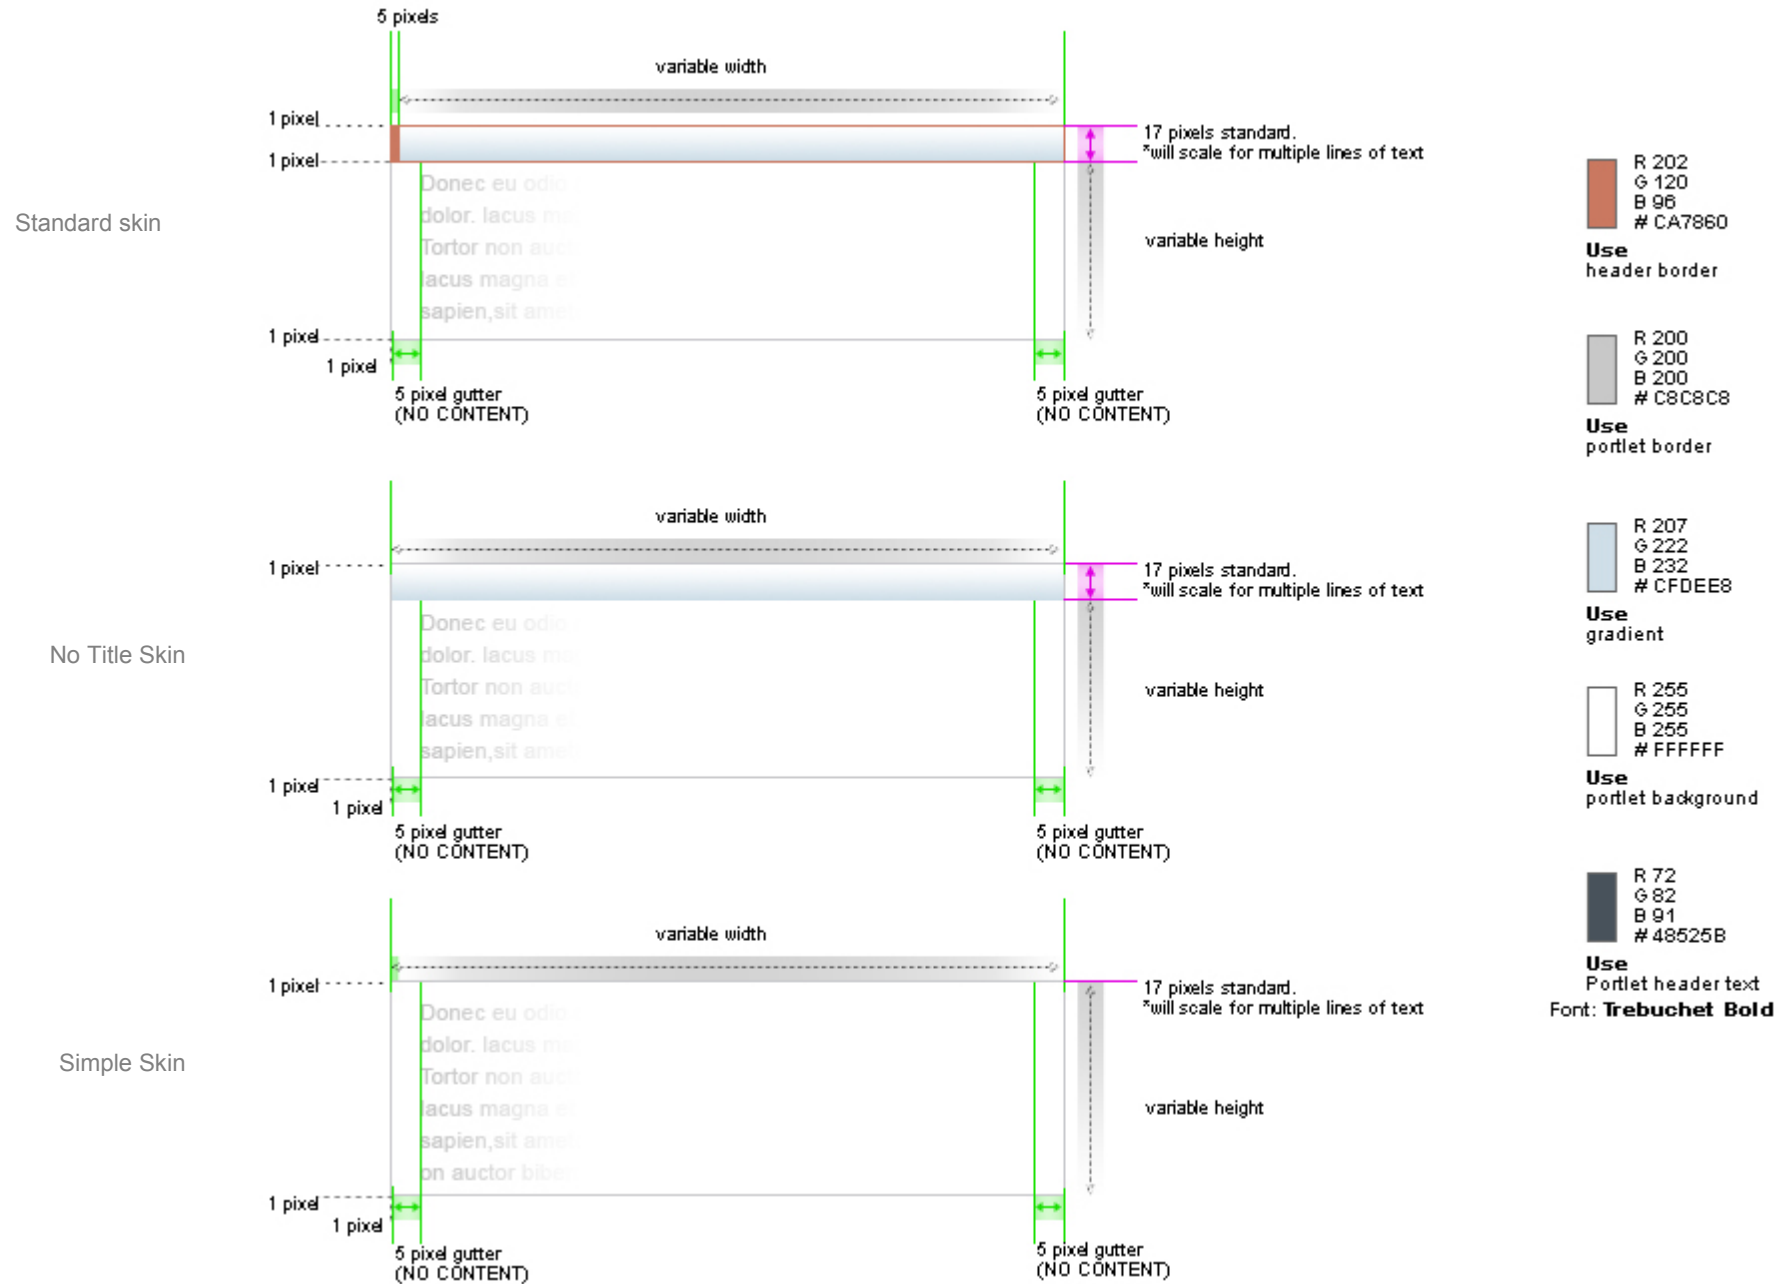 5 pixels
variable width
1 pixel
17 pixels standard.
*will scale for multiple lines of text
1 pixel
Donec eu odio
dolor. lacus
Tortor non
lacus magna
sapien,sit
Standard skin
variable height
1 pixel
1 pixel
5 pixel gutter
(NO CONTENT)
5 pixel gutter
(NO CONTENT)
variable width
1 pixel
17 pixels standard.
*will scale for multiple lines of text
Donec eu odio
dolor. lacus
Tortor non
lacus magna
sapien,sit
No Title Skin
variable height
1 pixel
1 pixel
5 pixel gutter
(NO CONTENT)
5 pixel gutter
(NO CONTENT)
variable width
1 pixel
17 pixels standard.
*will scale for multiple lines of text
Donec eu odio
dolor. lacus
Tortor non
lacus magna
sapien,sit
on auctor
Simple Skin
variable height
1 pixel
1 pixel
5 pixel gutter
(NO CONTENT)
5 pixel gutter
(NO CONTENT)
R 202
G 120
B 96
# CA7860
Use
header border
R 200
G 200
B 200
# C8C8C8
Use
portlet border
R 207
G 222
B 232
# CFDEE8
Use
gradient
R 255
G 255
B 255
# FFFFFF
Use
portlet background
R 72
G 82
B 91
# 48525B
Use
Portlet header text
Font: Trebuchet Bold